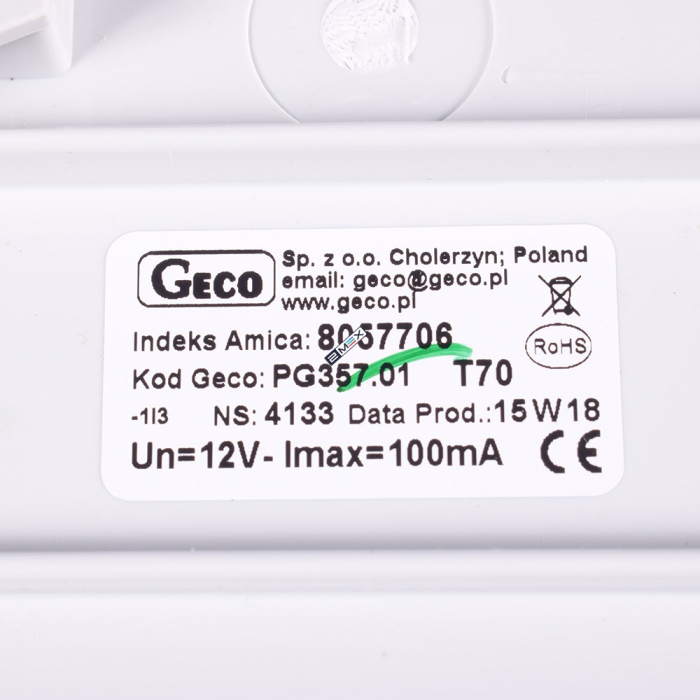 GECO
Sp. z o.o. Cholerzyn; Poland
email: geco@geco.pl
www.geco.pl
Indeks Amica: 8057706
EMEX
Kod Geco: PG357.01 T70
RoHS
-1I3 NS: 4133 Data Prod.:15W18
Un=12V- Imax=100mA CE